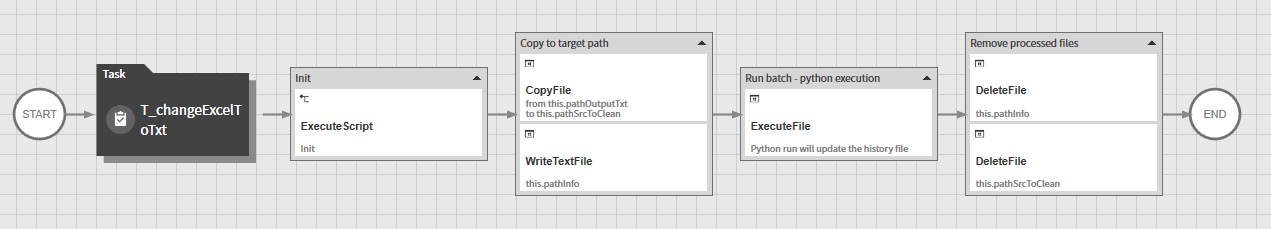 START
Task
T_changeExcelT
oTxt
Init
ExecuteScript
Init
Copy to target path
CopyFile
from this.pathOutputTxt
to this.pathSrcToClean
WriteTextFile
this.pathInfo
Run batch - python execution
ExecuteFile
Python run will update the history file
Remove processed files
DeleteFile
this.pathInfo
DeleteFile
this.pathSrcToClean
END